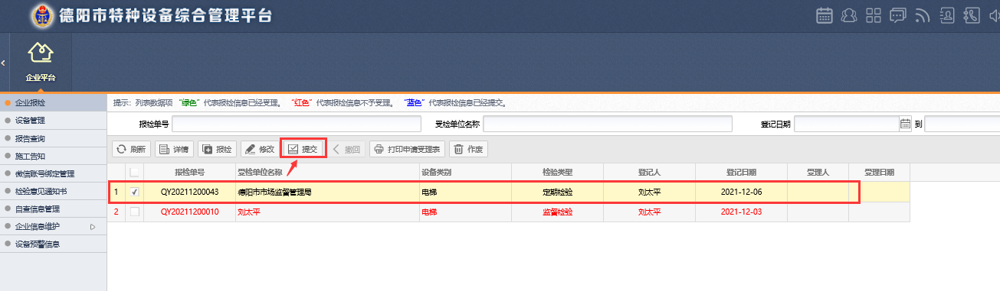 德阳市特种设备综合管理平台
企业平台
企业报检
设备管理
报告查询
施工告知
微信账号绑定管理
检验意见通知书
自查信息管理
企业信息维护
设备预警信息
提示：列表数据项 “绿色” 代表报检信息已经受理。 “红色” 代表报检信息不予受理。 “蓝色” 代表报检信息已经提交。
报检单号 受检单位名称 登记日期 到
刷新 详情 报检 修改 提交 撤回 打印申请受理表 作废
报检单号 受检单位名称 设备类别 检验类型 登记人 登记日期 受理人 受理日期
1 QY20211200043 德阳市市场监督管理局 电梯 定期检验 刘太平 2021-12-06
2 QY20211200010 刘太平 电梯 监督检验 刘太平 2021-12-03